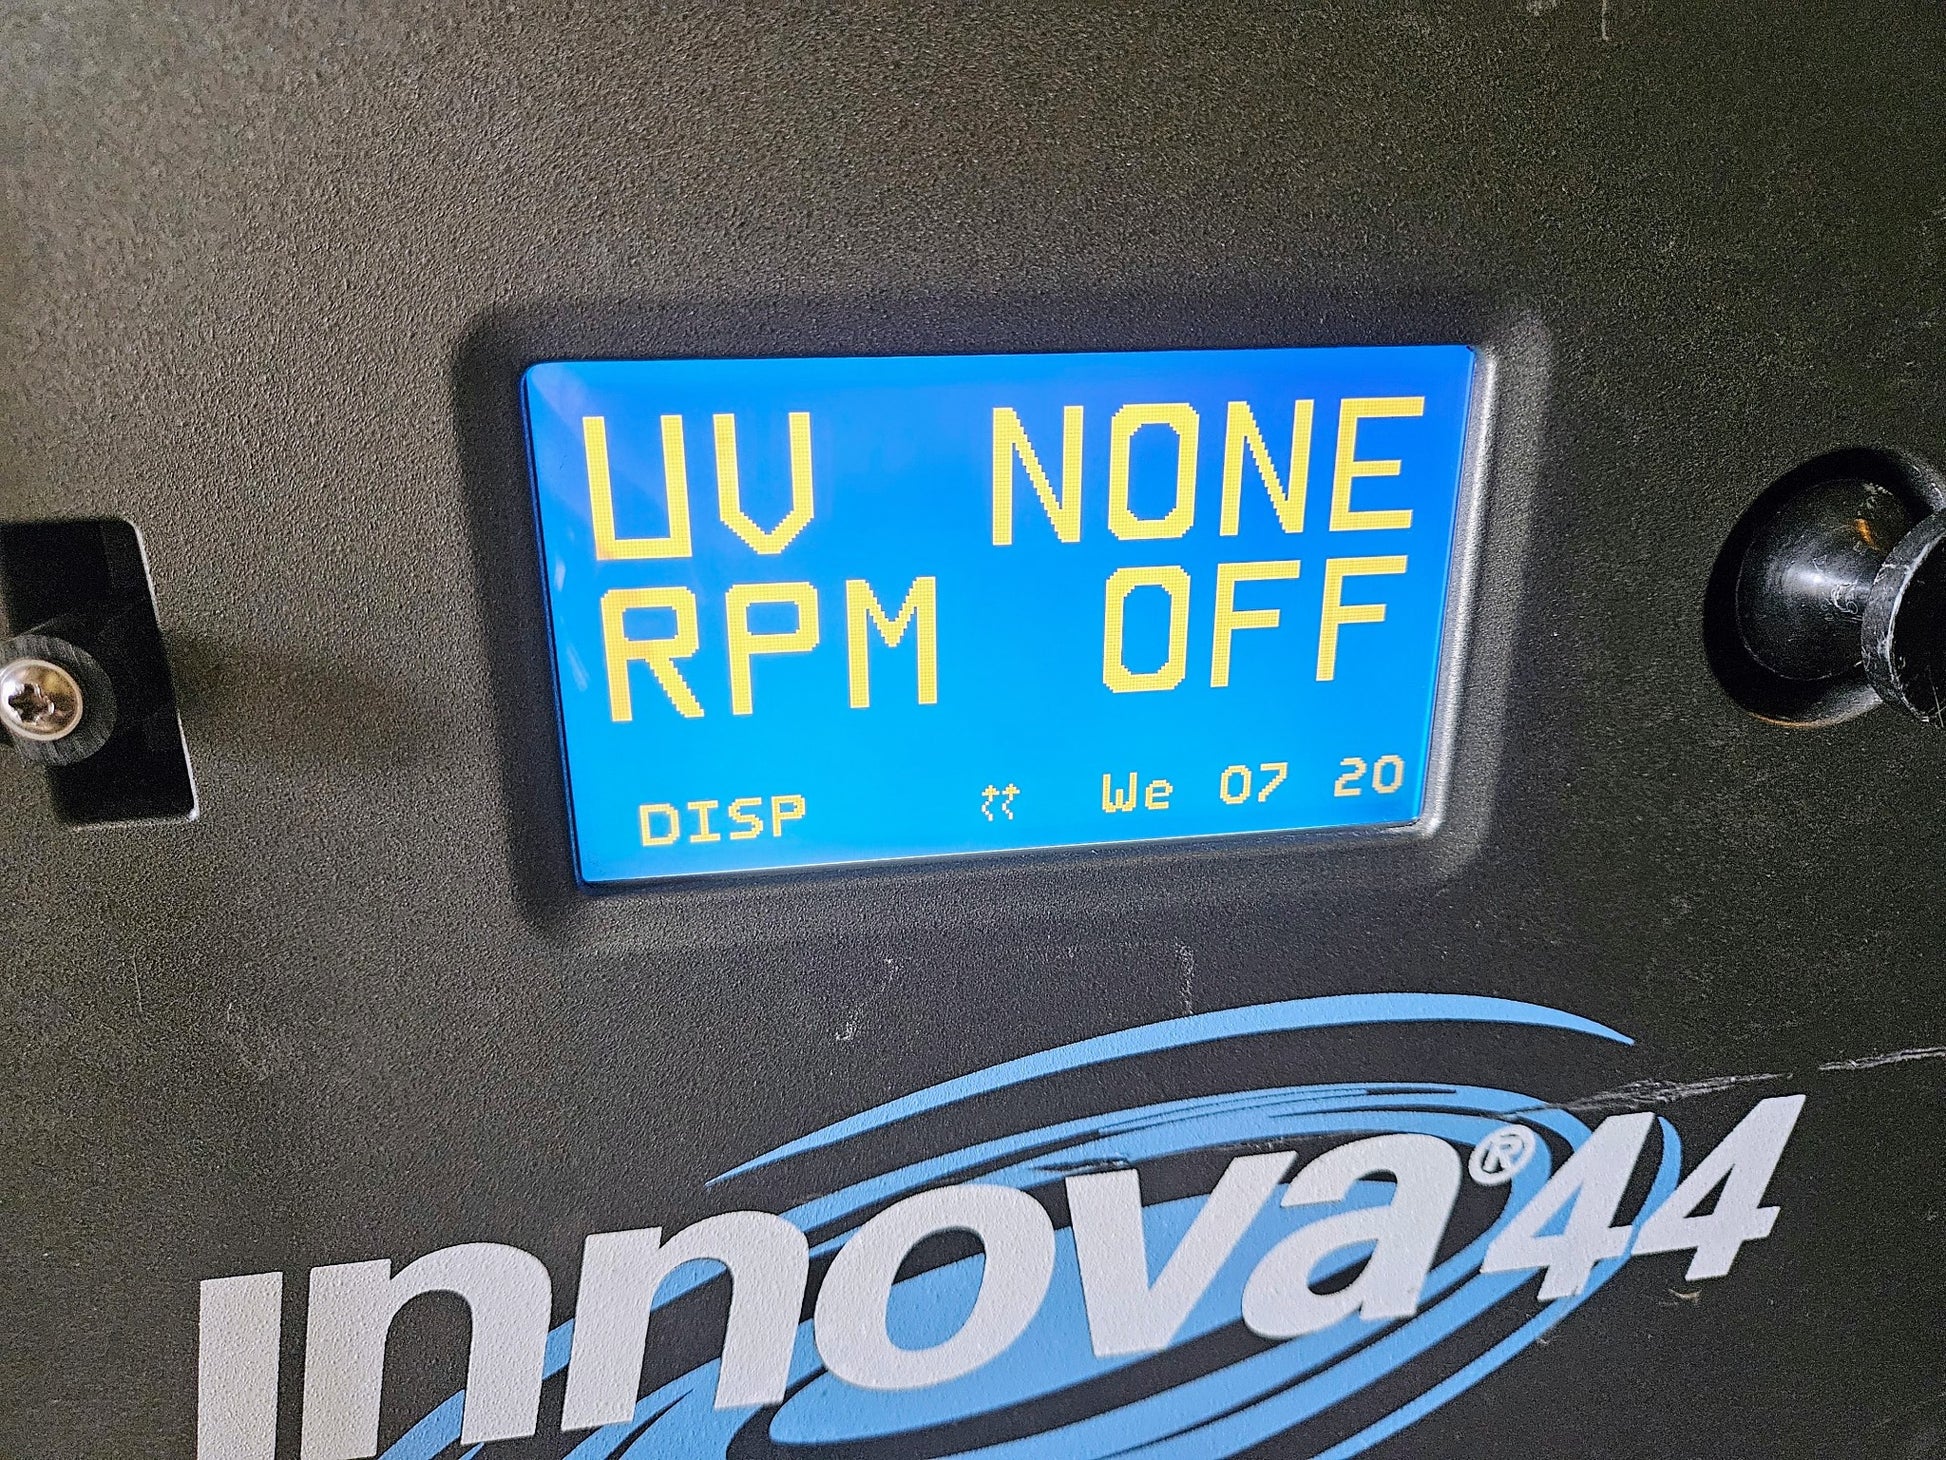 UV NONE
RPM OFF
DISP We 07 20
innova®44